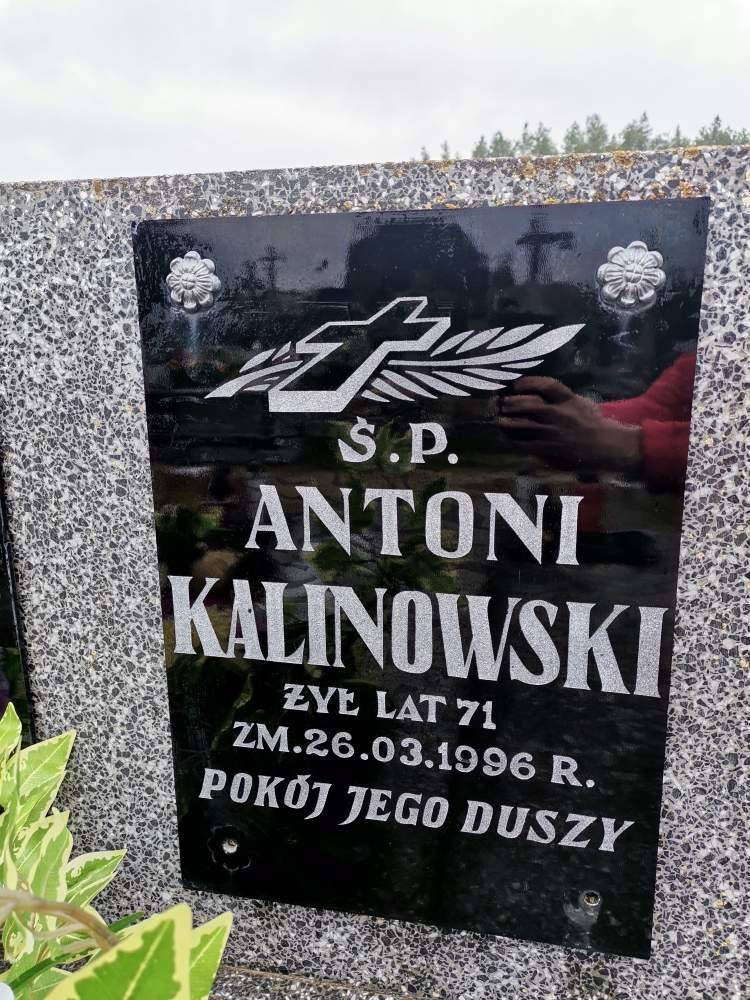 Ś.P.
ANTONI
KALINOWSKI
ŻYŁ LAT 71
ZM.26.03.1996 R.
POKÓJ JEGO DUSZY